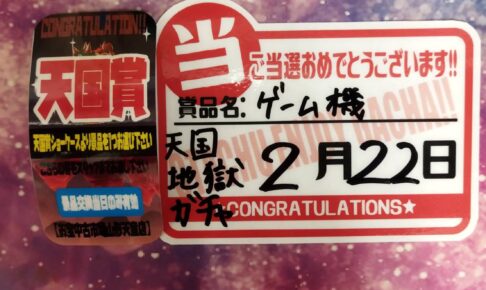 CONGRATULATION!!
天国賞
天国賞ショーケースより景品を1つお選び下さい
景品交換当日のみ有効
当
ご当選おめでとうございます!!
賞品名:ゲーム機
天国
地獄
ガチャ
2月22日
CONGRATULATIONS★